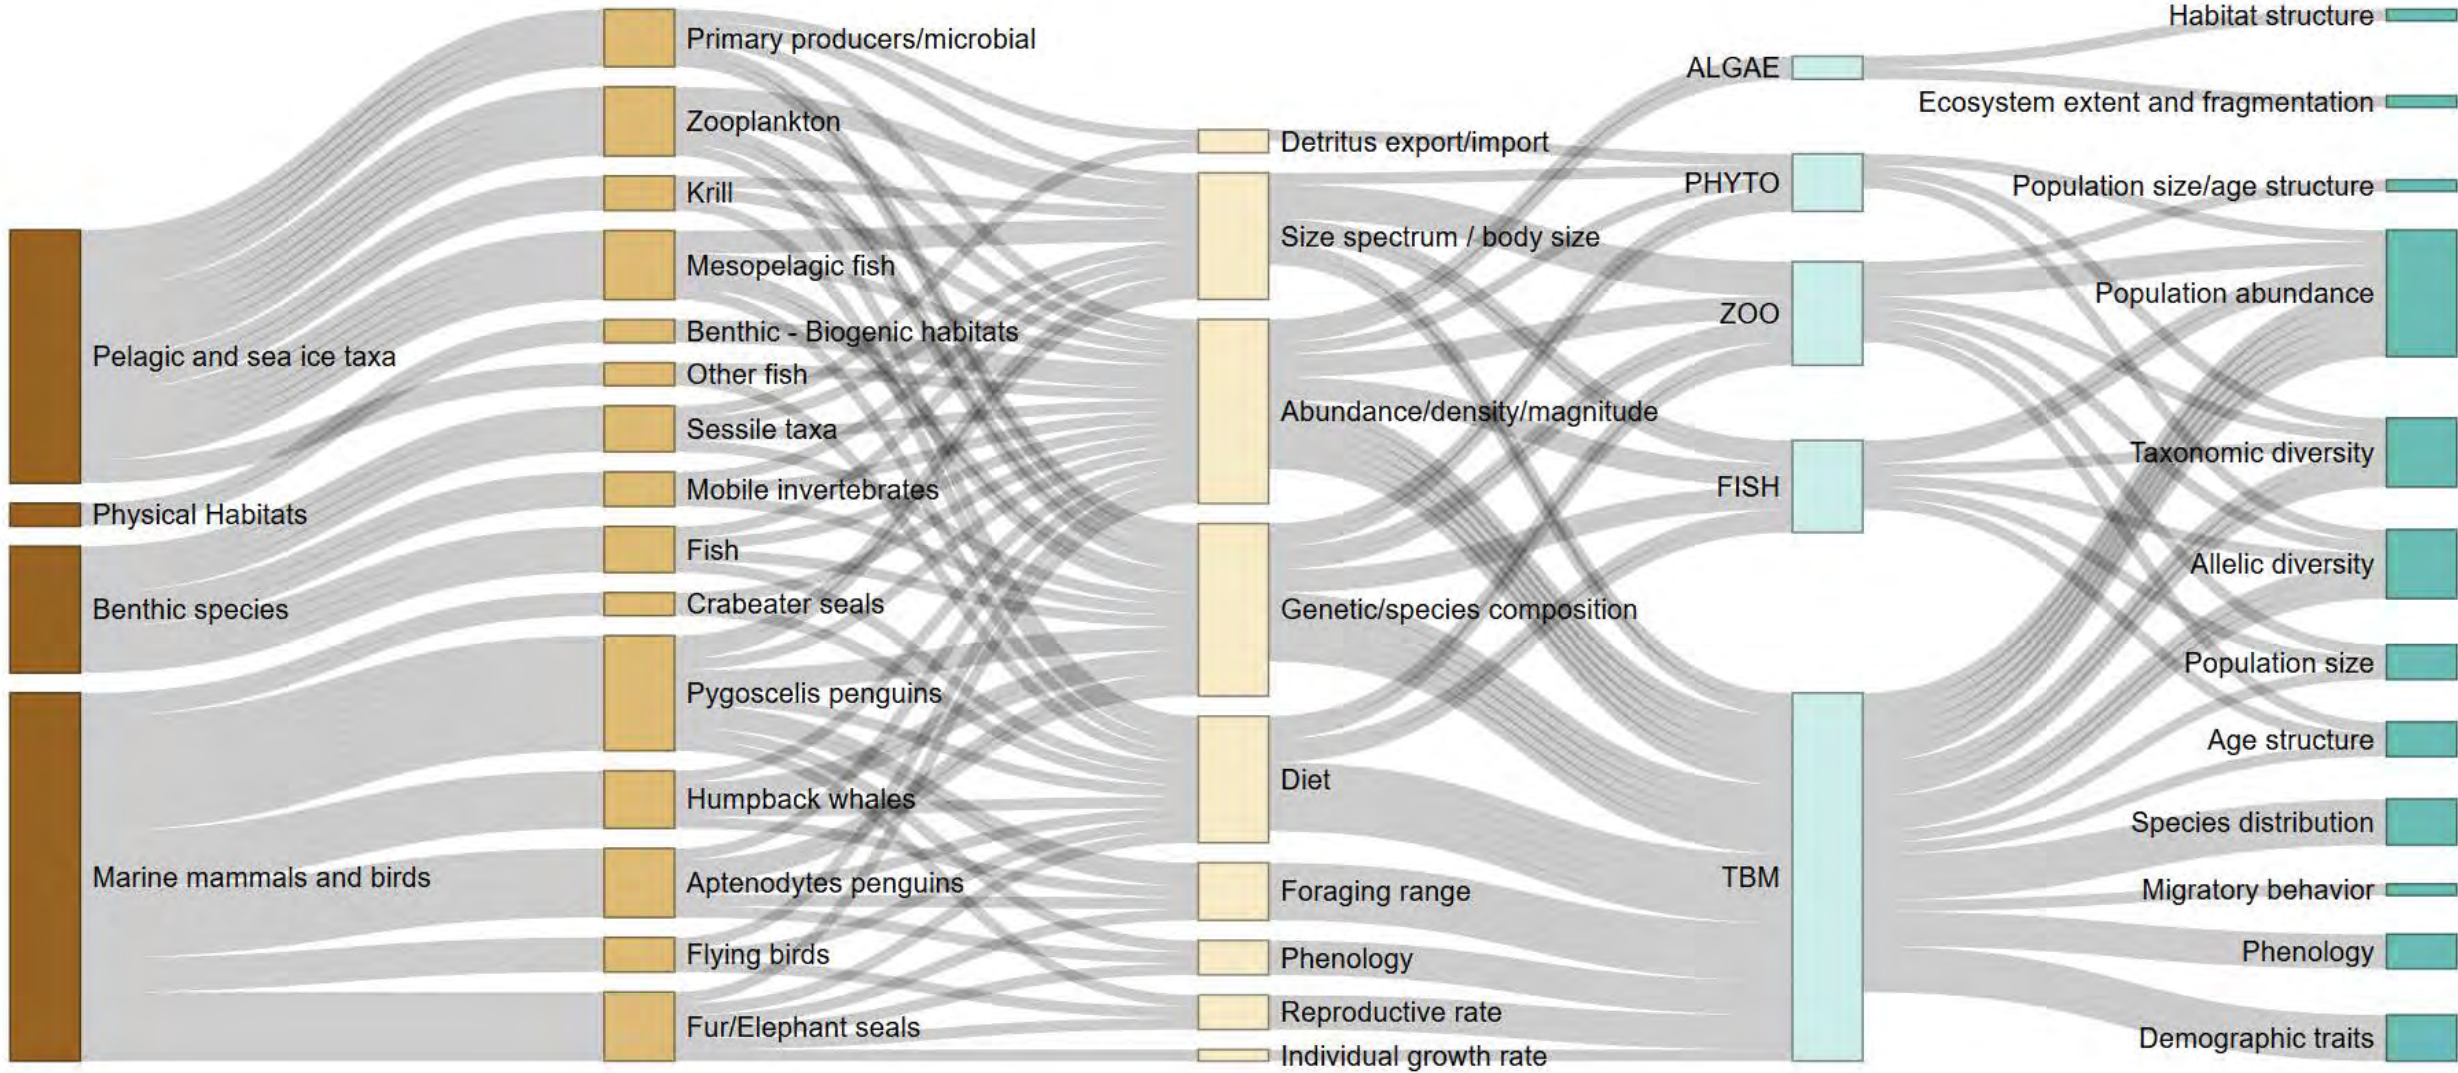 Pelagic and sea ice taxa
Physical Habitats
Benthic species
Marine mammals and birds
Primary producers/microbial
Zooplankton
Krill
Mesopelagic fish
Benthic - Biogenic habitats
Other fish
Sessile taxa
Mobile invertebrates
Fish
Crabeater seals
Pygoscelis penguins
Humpback whales
Aptenodytes penguins
Flying birds
Fur/Elephant seals
Detritus export/import
Size spectrum / body size
Abundance/density/magnitude
Genetic/species composition
Diet
Foraging range
Phenology
Reproductive rate
Individual growth rate
ALGAE
PHYTO
ZOO
FISH
TBM
Habitat structure
Ecosystem extent and fragmentation
Population size/age structure
Population abundance
Taxonomic diversity
Allelic diversity
Population size
Age structure
Species distribution
Migratory behavior
Phenology
Demographic traits